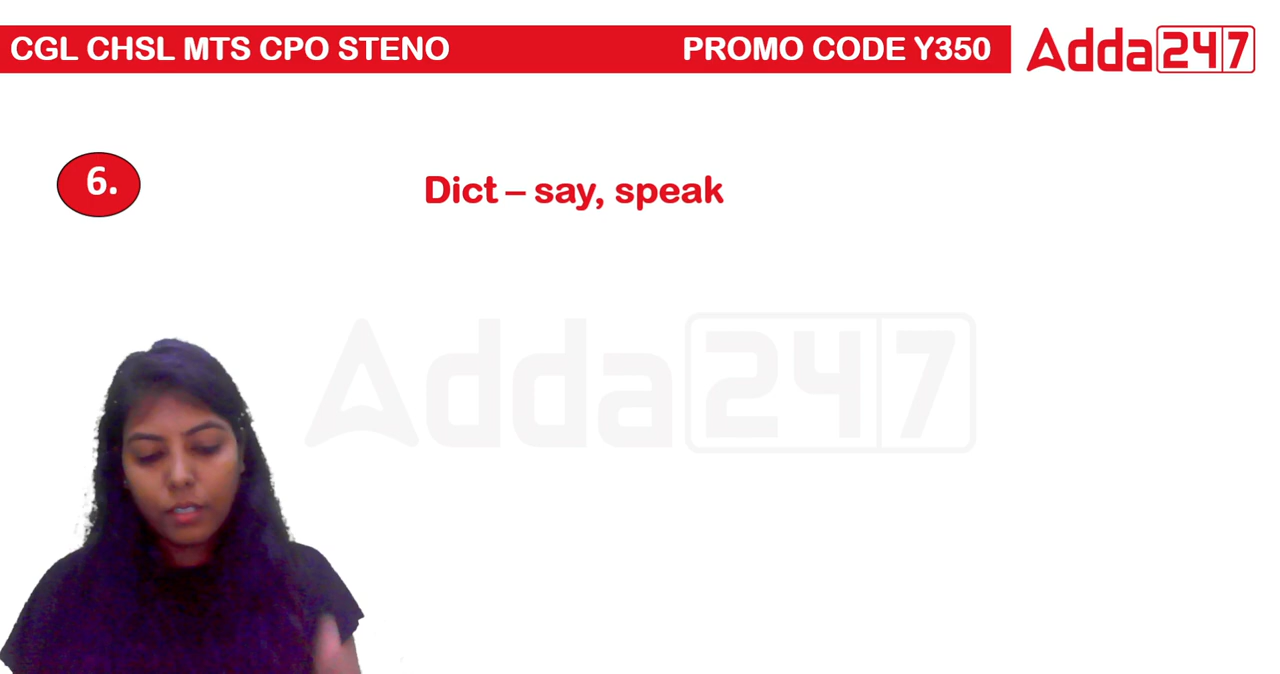 CGL CHSL MTS CPO STENO PROMO CODE Y350 Adda247
6. Dict – say, speak
Adda247